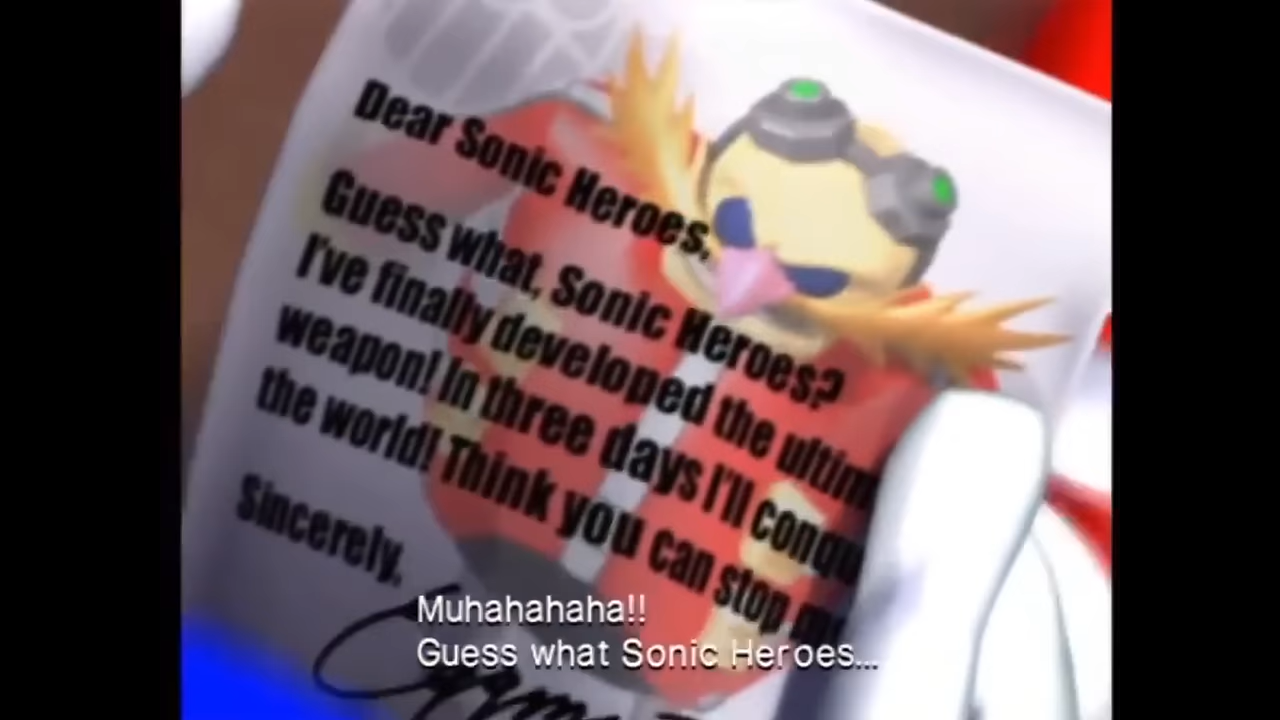 Dear Sonic Heroes,
Guess what, Sonic Heroes?
I've finally developed the ultim
weapon! In three days I'll conqu
the world! Think you can stop
Sincerely,
Muhahahaha!!
Guess what Sonic Heroes...